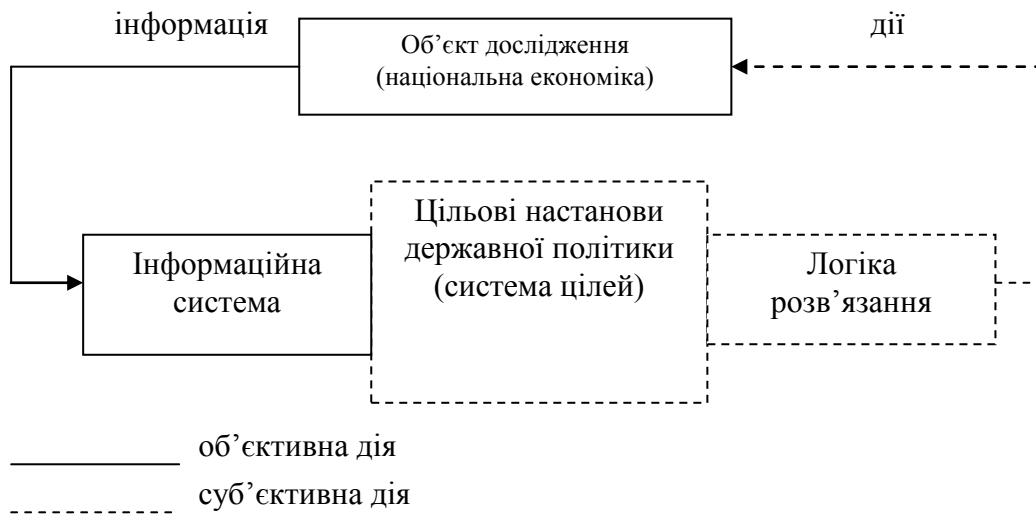 інформація
Об’єкт дослідження
(національна економіка)
дії
Інформаційна
система
Цільові настанови
державної політики
(система цілей)
Логіка
розв’язання
об’єктивна дія
суб’єктивна дія